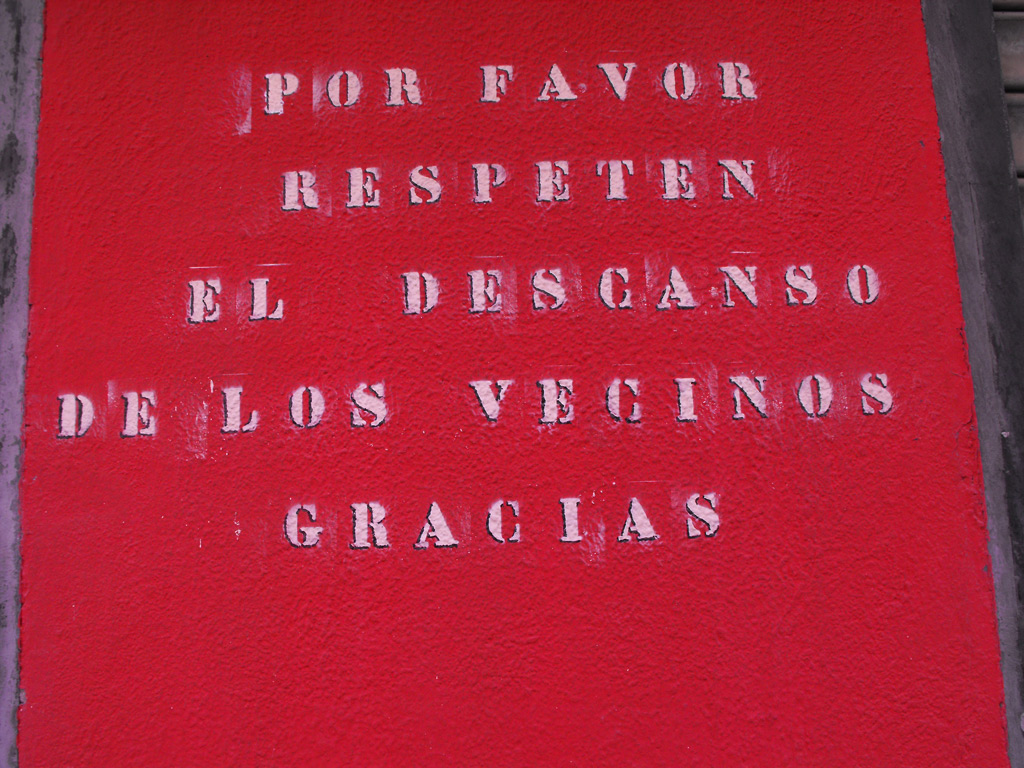 POR FAVOR
RESPETEN
EL DESCANSO
DE LOS VECINOS
GRACIAS